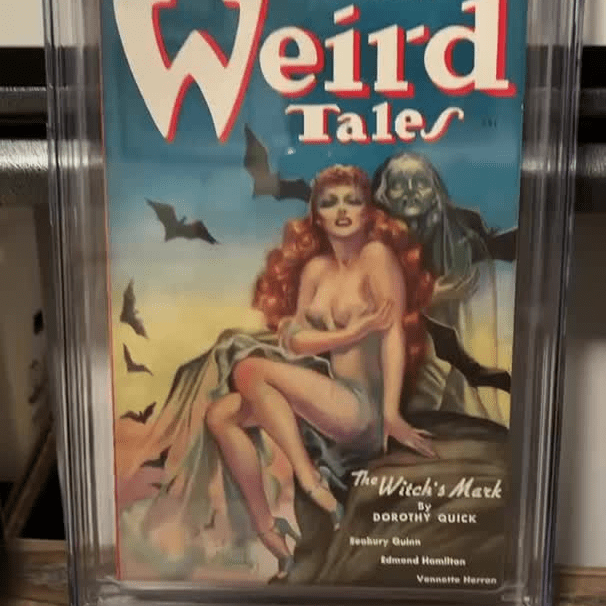 Weird
Tales
The Witch's Mark
By
DOROTHY QUICK
Seabury Quinn
Edmond Hamilton
Vennette Herron